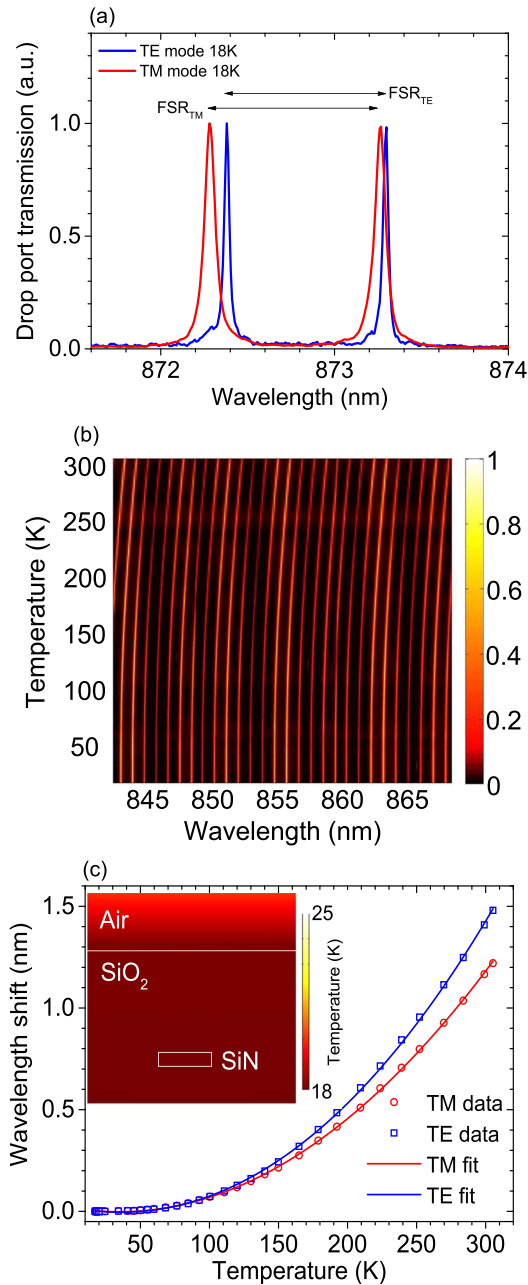 (a)
TE mode 18K
TM mode 18K
FSR_TM
FSR_TE
Drop port transmission (a.u.)
1.0
0.5
0.0
872
873
874
Wavelength (nm)
(b)
Temperature (K)
300
250
200
150
100
50
845
850
855
860
865
Wavelength (nm)
1
0.8
0.6
0.4
0.2
0
(c)
Wavelength shift (nm)
1.5
1.0
0.5
0.0
Air
SiO₂
SiN
25
Temperature (K)
18
TM data
TE data
TM fit
TE fit
50
100
150
200
250
300
Temperature (K)